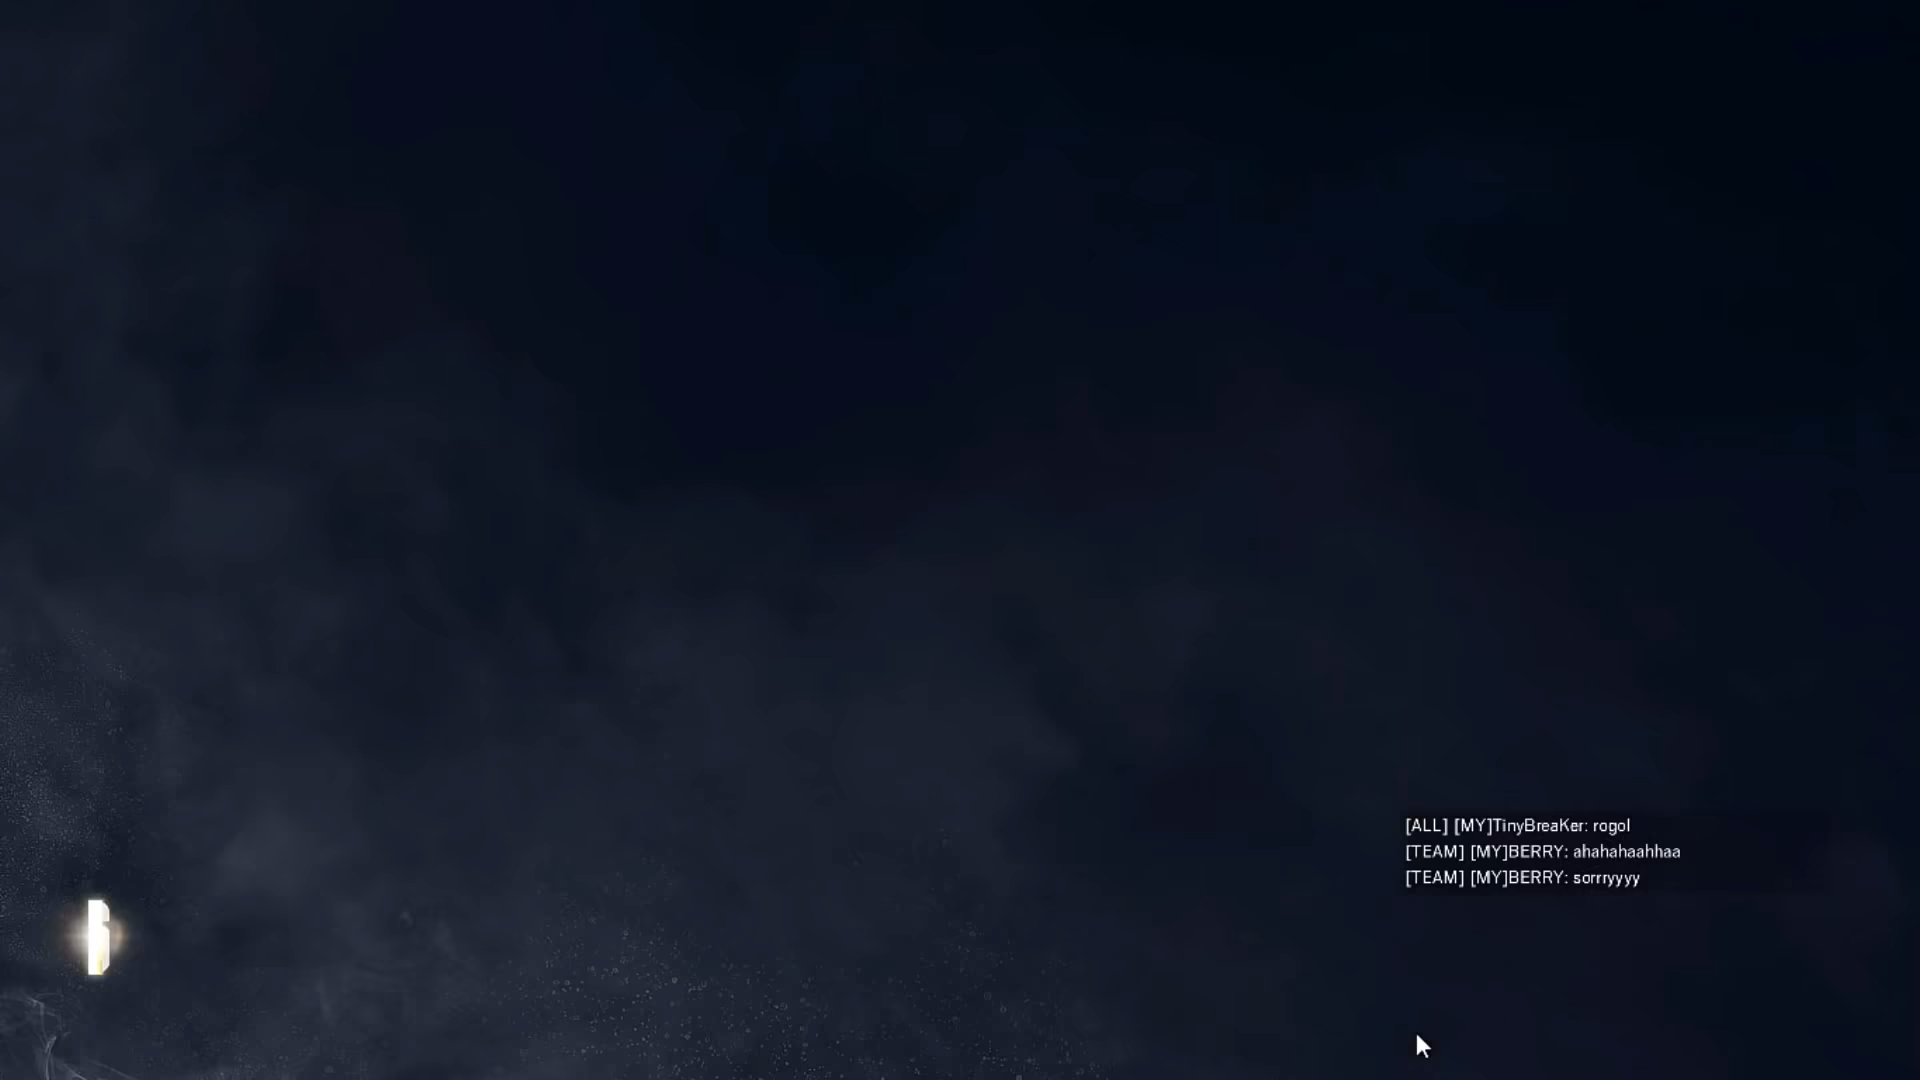 [ALL] [MY]TinyBreaKer: rogol
[TEAM] [MY]BERRY: ahahahaahhaa
[TEAM] [MY]BERRY: sorrryyyy